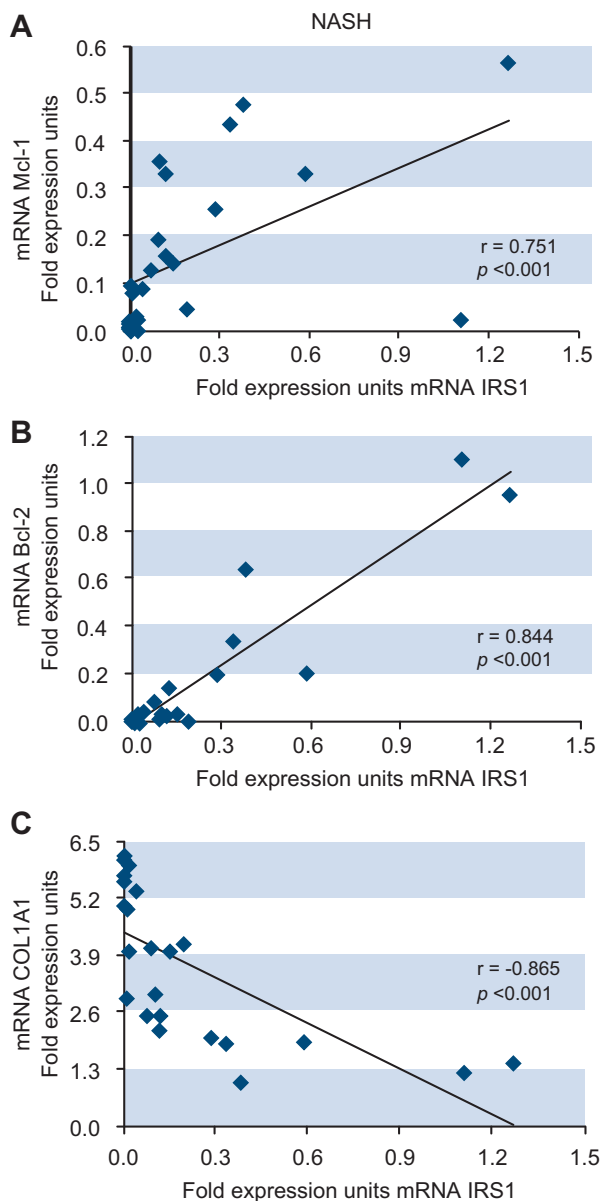 A
NASH
mRNA Mcl-1
Fold expression units
0.6
0.5
0.4
0.3
0.2
0.1
0.0
r = 0.751
p <0.001
0.0 0.3 0.6 0.9 1.2 1.5
Fold expression units mRNA IRS1
B
mRNA Bcl-2
Fold expression units
1.2
1.0
0.8
0.6
0.4
0.2
0.0
r = 0.844
p <0.001
0.0 0.3 0.6 0.9 1.2 1.5
Fold expression units mRNA IRS1
C
mRNA COL1A1
Fold expression units
6.5
5.2
3.9
2.6
1.3
0.0
r = -0.865
p <0.001
0.0 0.3 0.6 0.9 1.2 1.5
Fold expression units mRNA IRS1